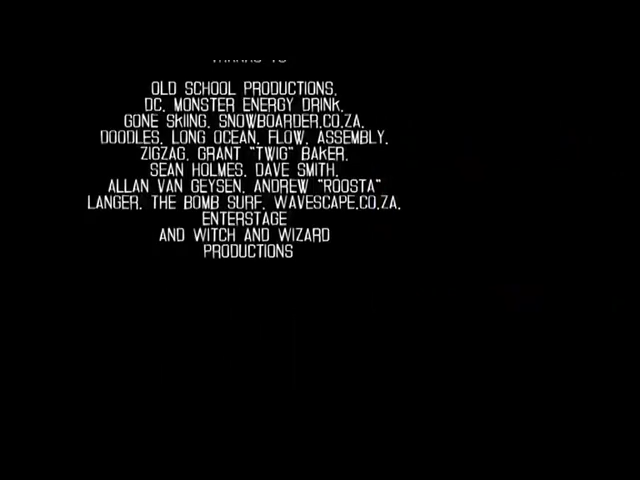 THANKS TO
OLD SCHOOL PRODUCTIONS,
DC, MONSTER ENERGY DRINK,
GONE SKIING, SNOWBOARDER.CO.ZA,
DOODLES, LONG OCEAN, FLOW, ASSEMBLY,
ZIGZAG, GRANT "TWIG" BAKER,
SEAN HOLMES, DAVE SMITH,
ALLAN VAN GEYSEN, ANDREW "ROOSTA"
LANGER, THE BOMB SURF, WAVESCAPE.CO.ZA,
ENTERSTAGE
AND WITCH AND WIZARD
PRODUCTIONS